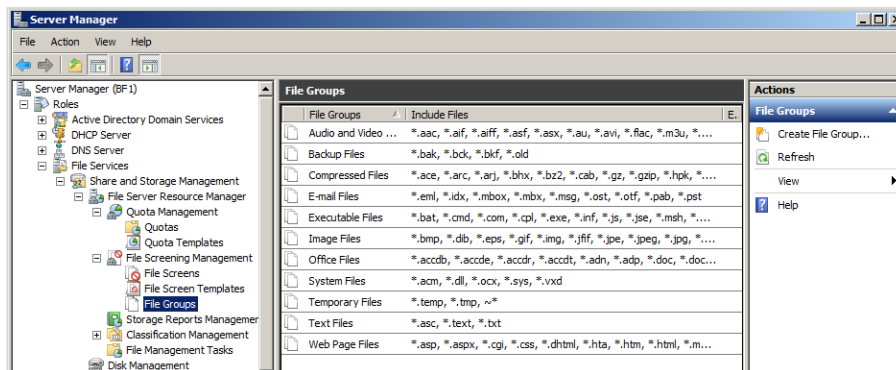 Server Manager
File Action View Help
Server Manager (BF1)
Roles
Active Directory Domain Services
DHCP Server
DNS Server
File Services
Share and Storage Management
File Server Resource Manager
Quota Management
Quotas
Quota Templates
File Screening Management
File Screens
File Screen Templates
File Groups
Storage Reports Managemer
Classification Management
File Management Tasks
Disk Management
File Groups
File Groups Include Files E.
Audio and Video ... *.aac, *.aif, *.aiff, *.asf, *.asx, *.au, *.avi, *.flac, *.m3u, *....
Backup Files *.bak, *.bck, *.bkf, *.old
Compressed Files *.ace, *.arc, *.arj, *.bhx, *.bz2, *.cab, *.gz, *.gzip, *.hpk, *....
E-mail Files *.eml, *.idx, *.mbox, *.mbx, *.msg, *.ost, *.otf, *.pab, *.pst
Executable Files *.bat, *.cmd, *.com, *.cpl, *.exe, *.inf, *.js, *.jse, *.msh, *....
Image Files *.bmp, *.dib, *.eps, *.gif, *.img, *.jfif, *.jpe, *.jpeg, *.jpg, *....
Office Files *.accdb, *.accde, *.accdr, *.accdt, *.adn, *.adp, *.doc, *.doc...
System Files *.acm, *.dll, *.ocx, *.sys, *.vxd
Temporary Files *.temp, *.tmp, ~*
Text Files *.asc, *.text, *.txt
Web Page Files *.asp, *.aspx, *.cgi, *.css, *.dhtml, *.hta, *.htm, *.html, *.m...
Actions
File Groups
Create File Group...
Refresh
View
Help